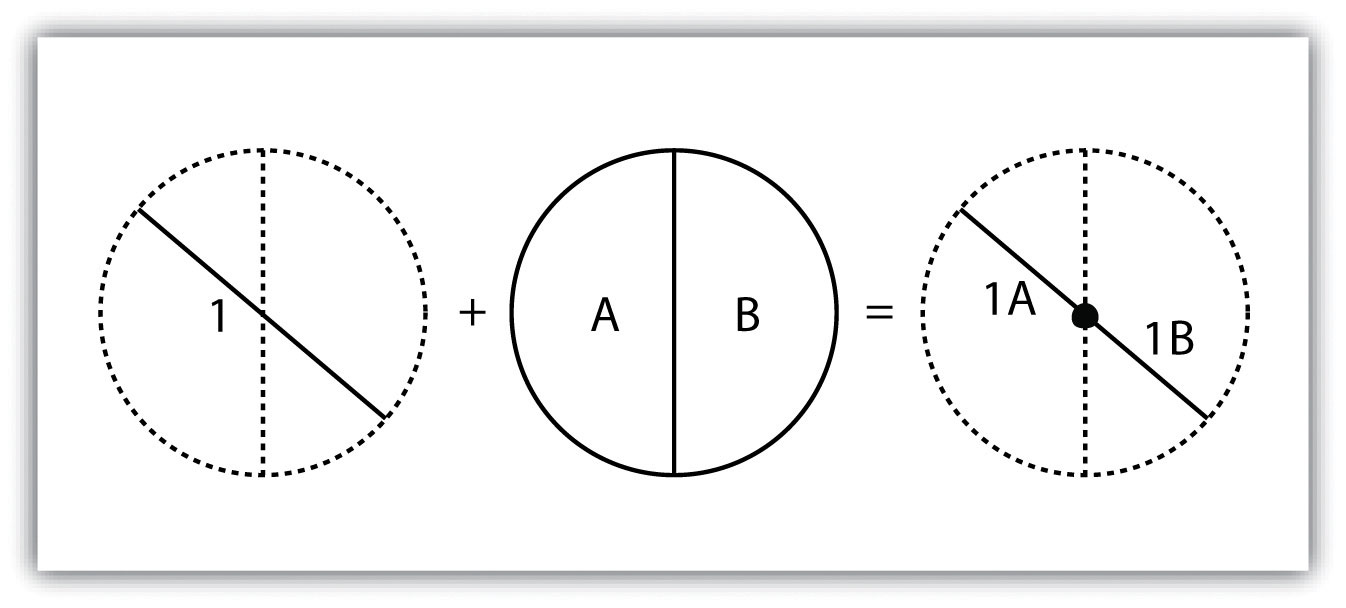 1 + A B = 1A 1B